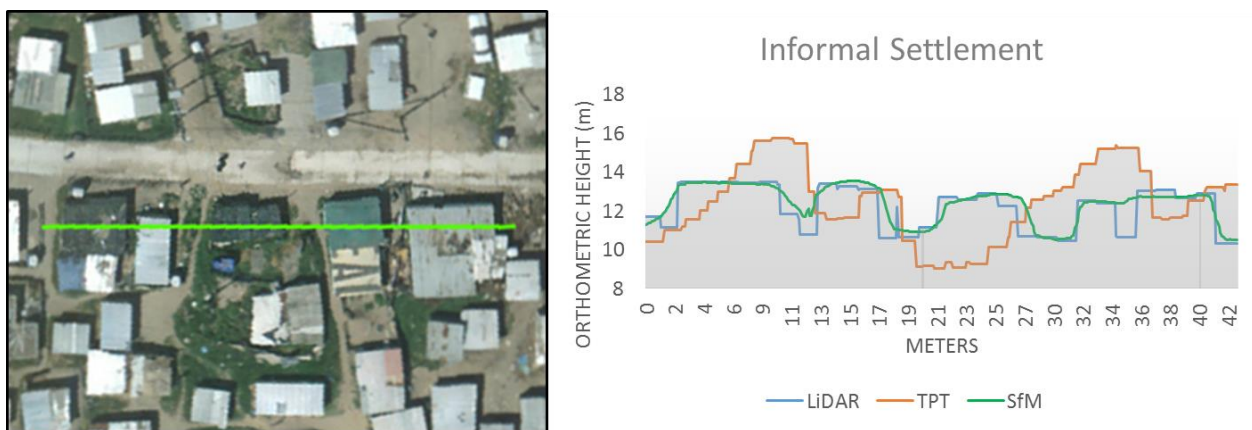 Informal Settlement
ORTHOMETRIC HEIGHT (m)
18
16
14
12
10
8
0 2 4 6 9 11 13 15 17 19 21 23 25 27 30 32 34 36 38 40 42
METERS
LiDAR TPT SfM